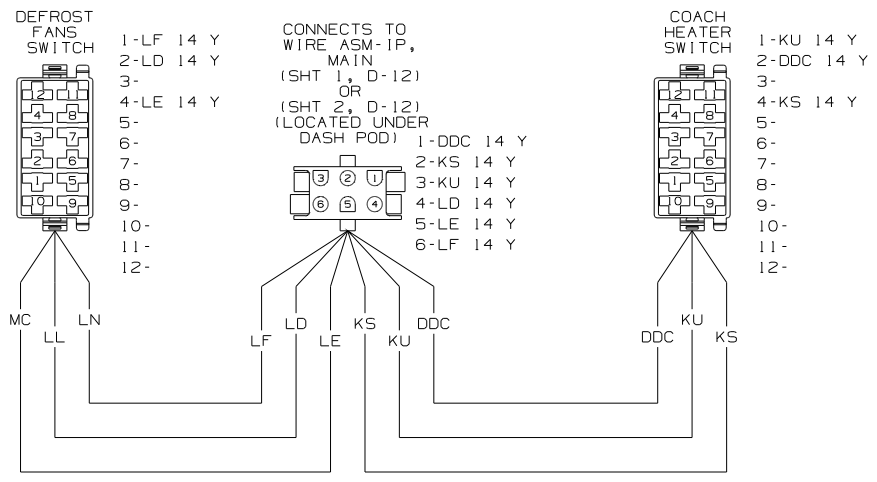 DEFROST
FANS
SWITCH
1-LF 14 Y
2-LD 14 Y
3-
4-LE 14 Y
5-
6-
7-
8-
9-
10-
11-
12-
12 11
4 8
3 7
2 6
1 5
10 9
CONNECTS TO
WIRE ASM-IP,
MAIN
(SHT 1, D-12)
OR
(SHT 2, D-12)
(LOCATED UNDER
DASH POD)
1-DDC 14 Y
2-KS 14 Y
3-KU 14 Y
4-LD 14 Y
5-LE 14 Y
6-LF 14 Y
3 2 1
6 5 4
COACH
HEATER
SWITCH
1-KU 14 Y
2-DDC 14 Y
3-
4-KS 14 Y
5-
6-
7-
8-
9-
10-
11-
12-
12 11
4 8
3 7
2 6
1 5
10 9
MC
LL
LN
LF
LD
LE
KS
KU
DDC
DDC
KU
KS